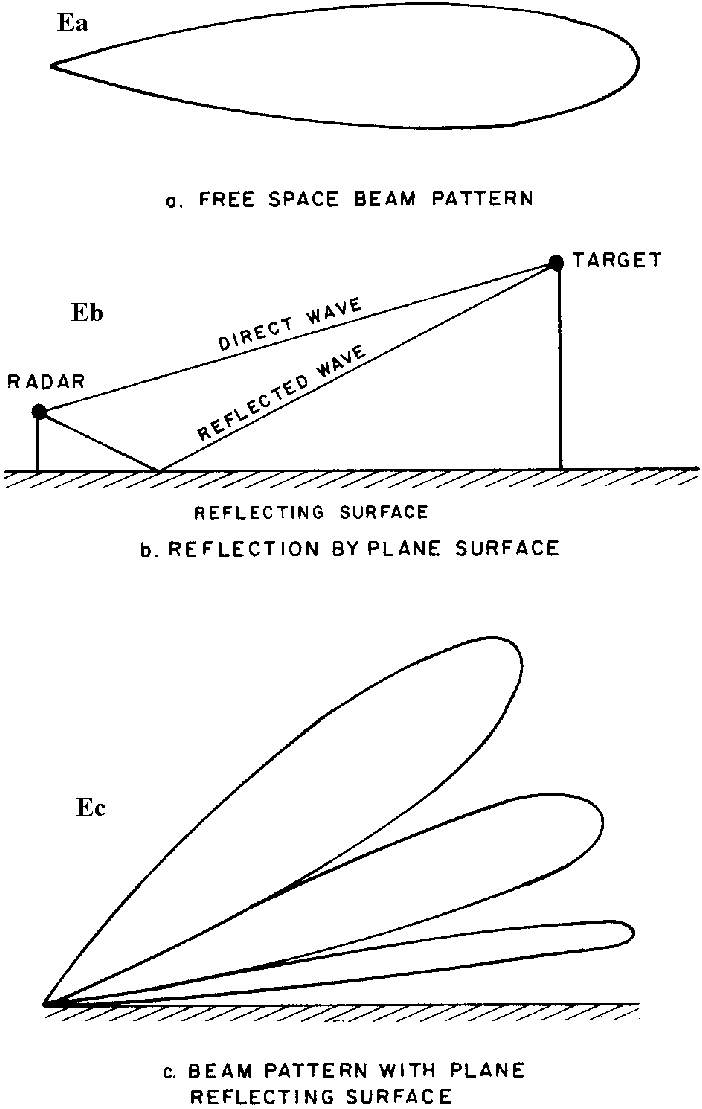 Ea
a. FREE SPACE BEAM PATTERN
TARGET
Eb
DIRECT WAVE
RADAR
REFLECTED WAVE
REFLECTING SURFACE
b. REFLECTION BY PLANE SURFACE
Ec
c. BEAM PATTERN WITH PLANE
REFLECTING SURFACE